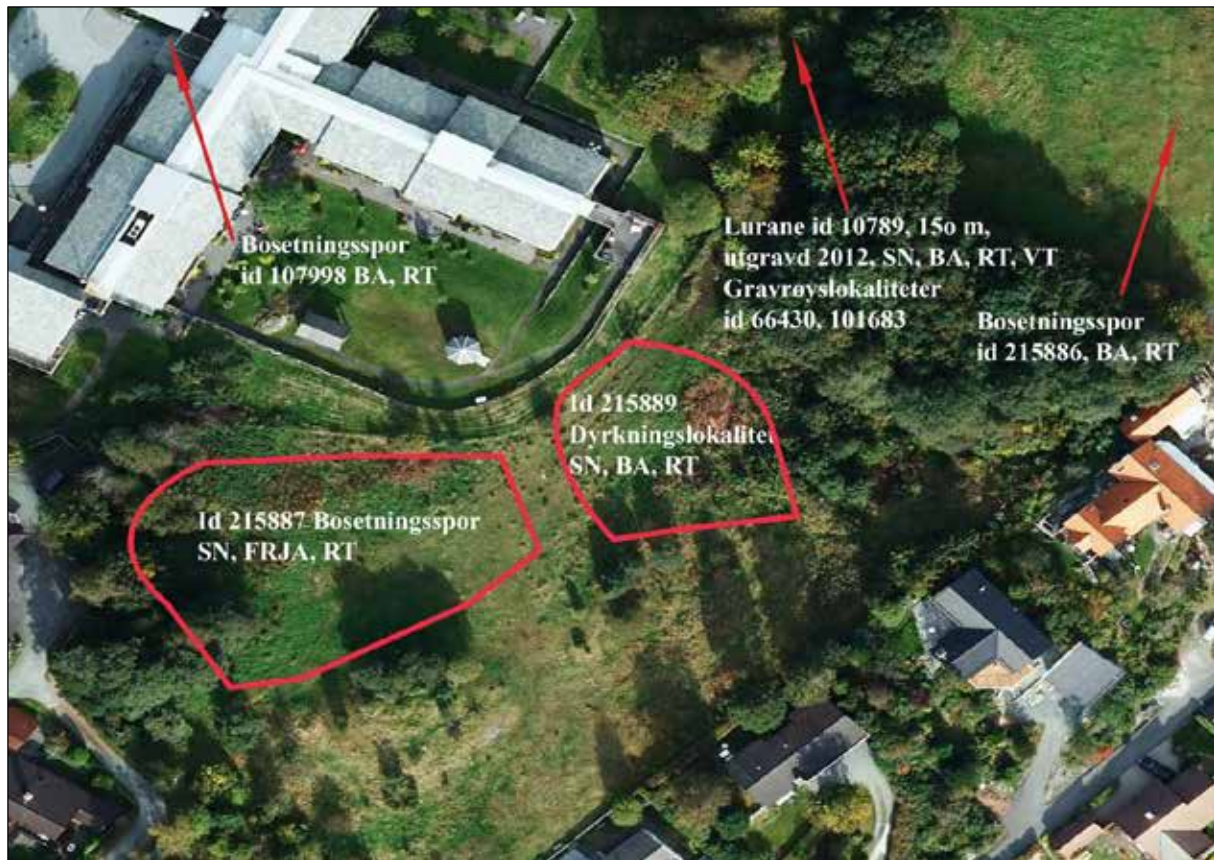 Bosetningsspor
id 107998 BA, RT
Lurane id 10789, 15o m,
utgravd 2012, SN, BA, RT, VT
Gravrøyslokaliteter
id 66430, 101683
Bosetningsspor
id 215886, BA, RT
Id 215889
Dyrkningslokalitet
SN, BA, RT
Id 215887 Bosetningsspor
SN, FRJA, RT